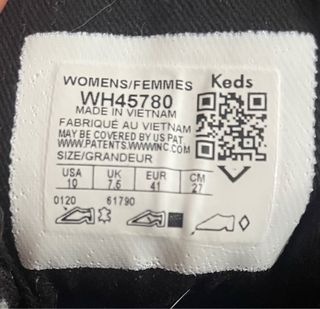 WOMENS/FEMMES Keds
WH45780
MADE IN VIETNAM
FABRIQUÉ AU VIETNAM
MAY BE COVERED BY US PAT
WWW.PATENTS.WWWINC.COM
SIZE/GRANDEUR
USA UK EUR CM
10 7.5 41 27
0120 61790